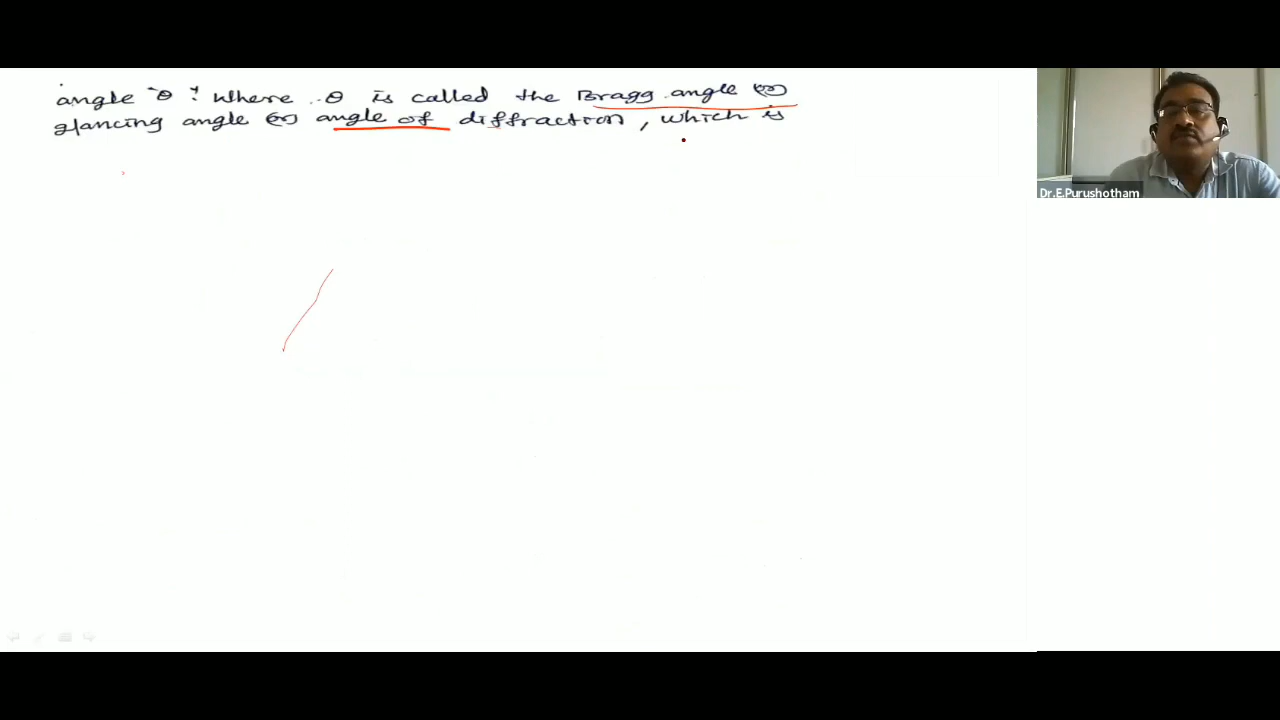 angle "θ". Where θ is called the Bragg angle (or)
glancing angle (or) angle of diffraction, which is
Dr.E.Purushotham